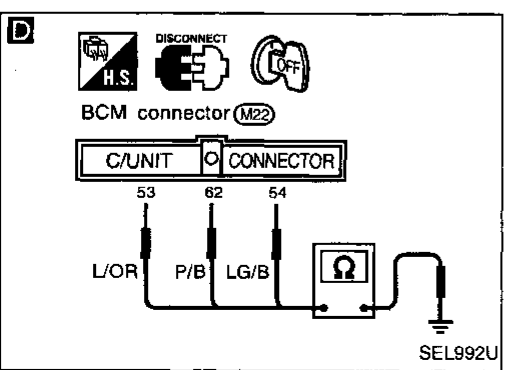 D
H.S.
DISCONNECT
OFF
BCM connector M22
C/UNIT CONNECTOR
53 62 54
L/OR P/B LG/B
Ω
SEL992U